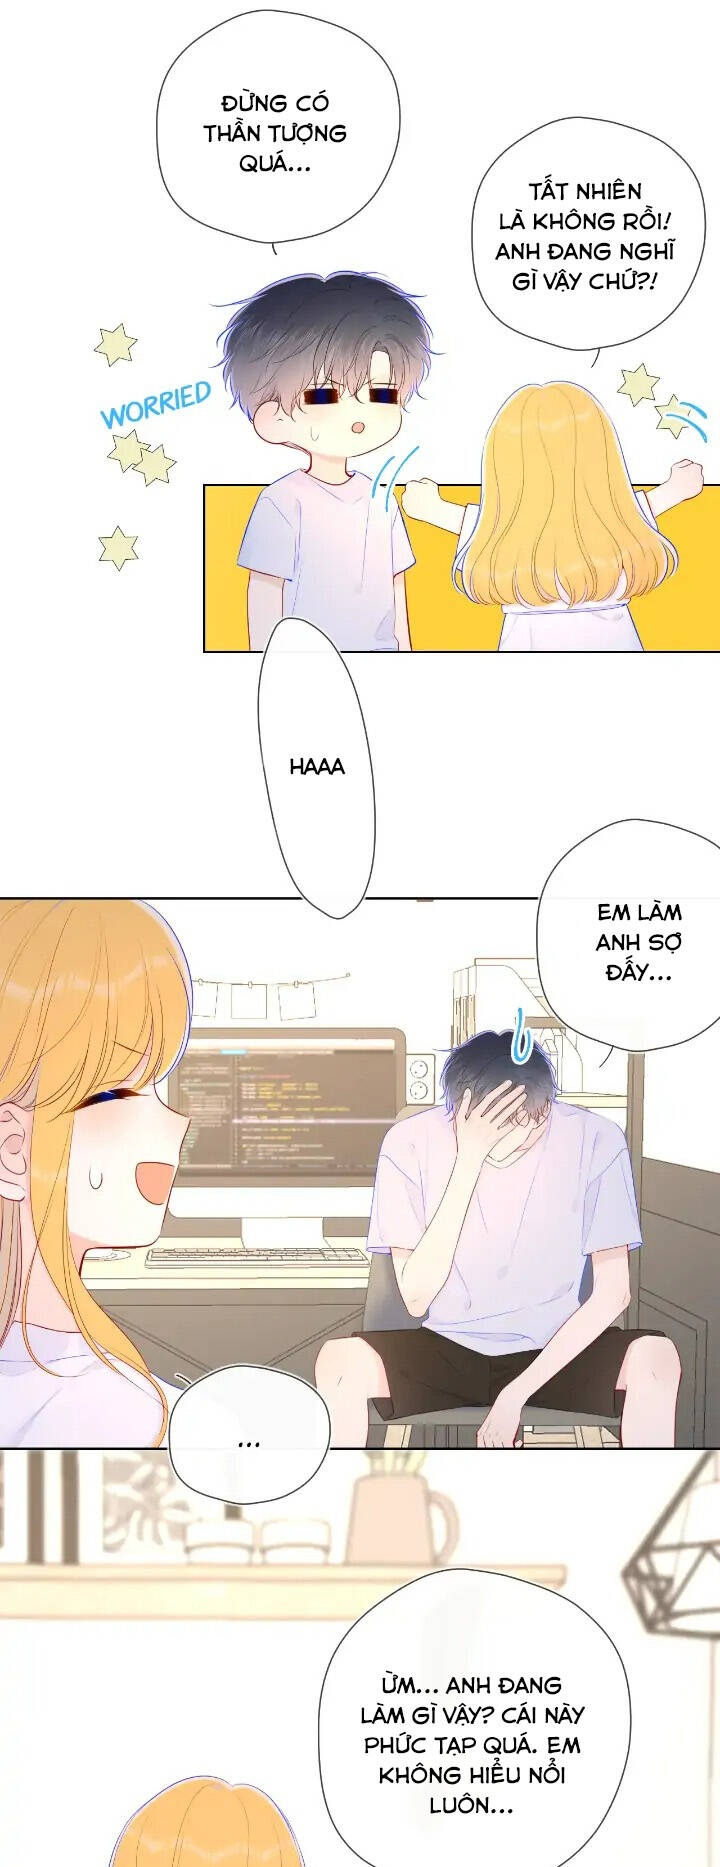 ĐỪNG CÓ
THẦN TƯỢNG
QUÁ...
TẤT NHIÊN
LÀ KHÔNG RỒI!
ANH ĐANG NGHĨ
GÌ VẬY CHỨ?!
WORRIED
HAAA
EM LÀM
ANH SỢ
ĐẤY...
...
ỪM... ANH ĐANG
LÀM GÌ VẬY? CÁI NÀY
PHỨC TẠP QUÁ. EM
KHÔNG HIỂU NỔI
LUÔN...